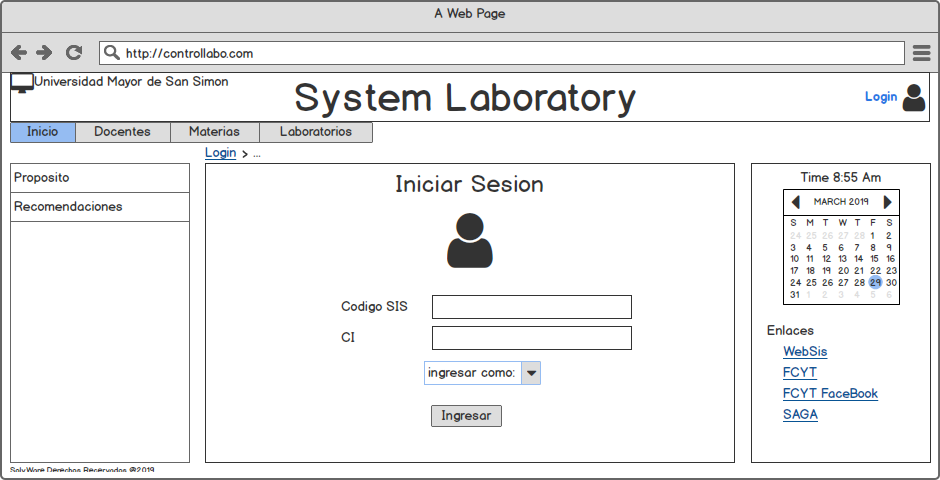 A Web Page
http://controllabo.com
Universidad Mayor de San Simon
System Laboratory
Login
Inicio Docentes Materias Laboratorios
Login > ...
Proposito
Recomendaciones
Iniciar Sesion
Codigo SIS
CI
ingresar como:
Ingresar
Time 8:55 Am
MARCH 2019
S M T W T F S
24 25 26 27 28 1 2
3 4 5 6 7 8 9
10 11 12 13 14 15 16
17 18 19 20 21 22 23
24 25 26 27 28 29 30
31 1 2 3 4 5 6
Enlaces
WebSis
FCYT
FCYT FaceBook
SAGA
SolvWare Derechos Recervados @2019